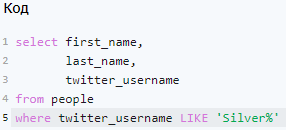 Код
1 select first_name,
2 last_name,
3 twitter_username
4 from people
5 where twitter_username LIKE 'Silver%'